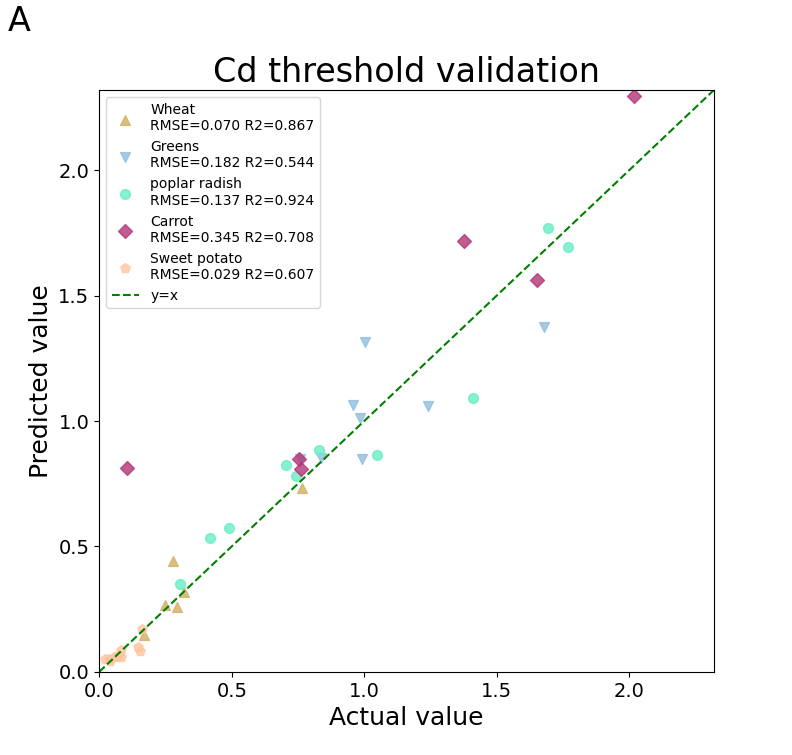 A
Cd threshold validation
Wheat
RMSE=0.070 R2=0.867
Greens
RMSE=0.182 R2=0.544
poplar radish
RMSE=0.137 R2=0.924
Carrot
RMSE=0.345 R2=0.708
Sweet potato
RMSE=0.029 R2=0.607
y=x
Predicted value
2.0
1.5
1.0
0.5
0.0
0.0 0.5 1.0 1.5 2.0
Actual value